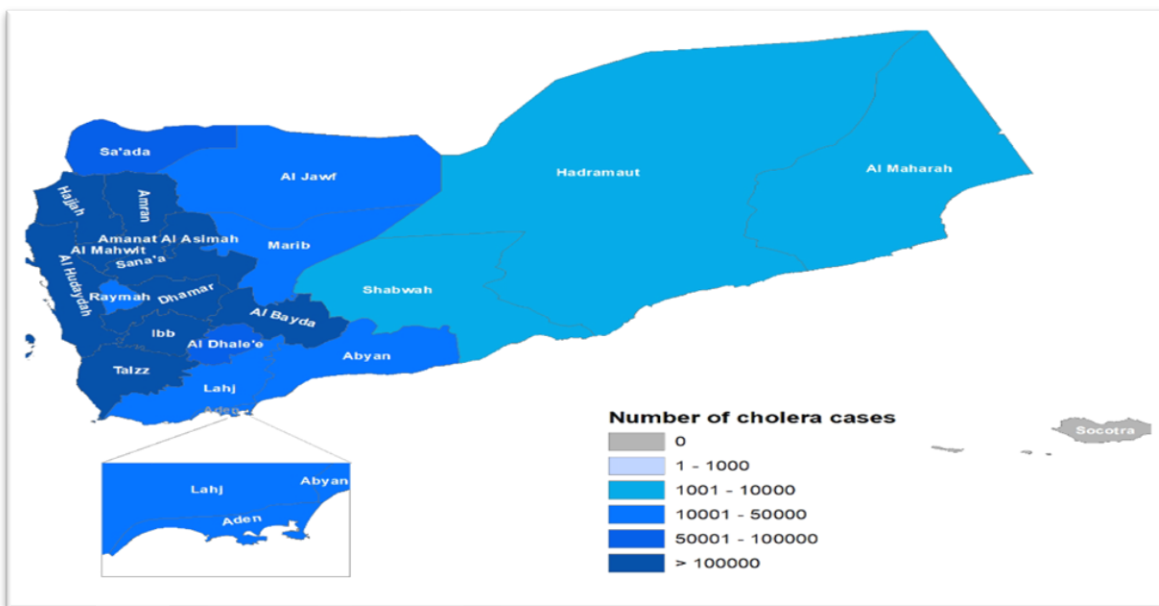 Sa'ada
Al Jawf
Hadramaut
Al Maharah
Hajjah
Amran
Amanat Al Asimah
Al Mahwit
Sana'a
Marib
Al Hudaydah
Raymah
Dhamar
Shabwah
Al Bayda
Ibb
Al Dhale'e
Abyan
Taizz
Lahj
Aden
Socotra
Lahj
Abyan
Aden
Number of cholera cases
0
1 - 1000
1001 - 10000
10001 - 50000
50001 - 100000
> 100000